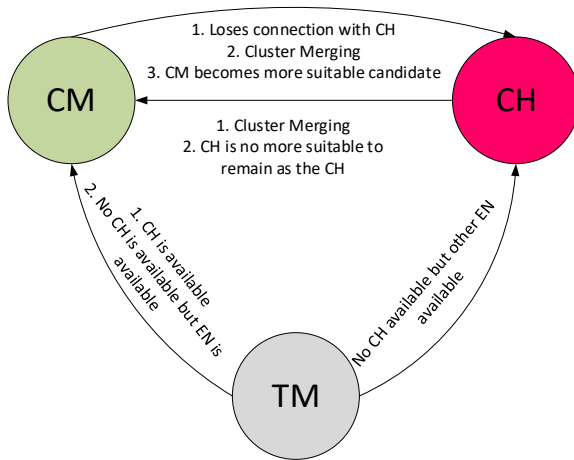 1. Loses connection with CH
2. Cluster Merging
3. CM becomes more suitable candidate
CM
CH
1. Cluster Merging
2. CH is no more suitable to
remain as the CH
1. CH is available
2. No CH is available but EN is
available
No CH available but other EN
available
TM